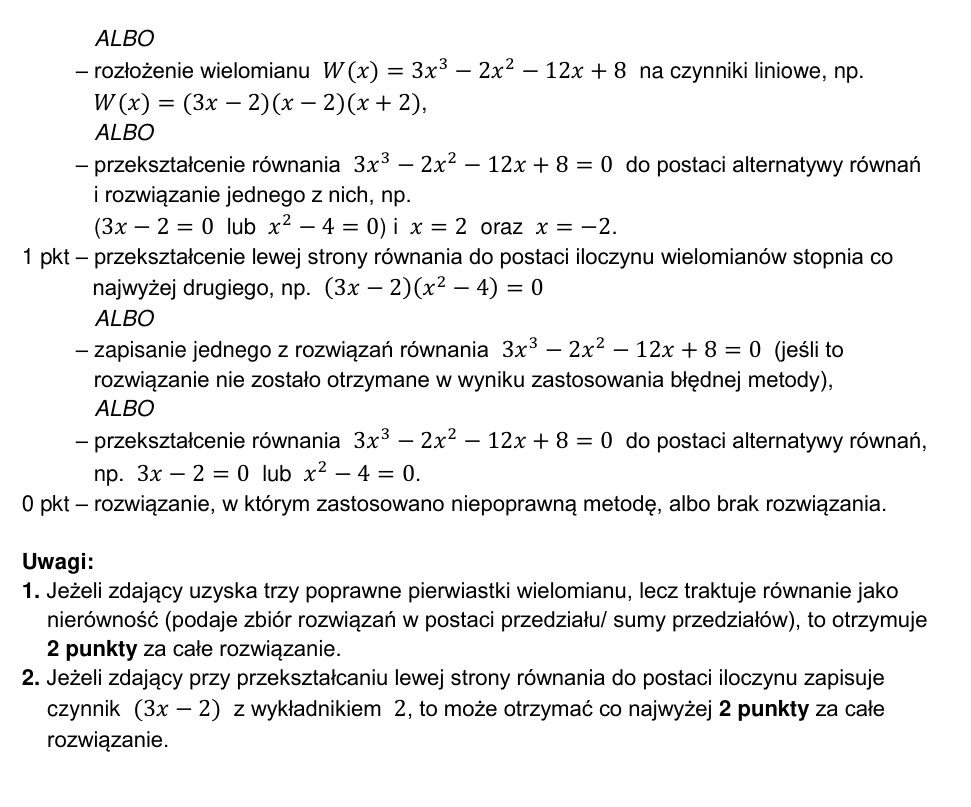 ALBO
– rozłożenie wielomianu W(x) = 3x³ − 2x² − 12x + 8 na czynniki liniowe, np.
W(x) = (3x − 2)(x − 2)(x + 2),
ALBO
– przekształcenie równania 3x³ − 2x² − 12x + 8 = 0 do postaci alternatywy równań
i rozwiązanie jednego z nich, np.
(3x − 2 = 0 lub x² − 4 = 0) i x = 2 oraz x = −2.
1 pkt – przekształcenie lewej strony równania do postaci iloczynu wielomianów stopnia co
najwyżej drugiego, np. (3x − 2)(x² − 4) = 0
ALBO
– zapisanie jednego z rozwiązań równania 3x³ − 2x² − 12x + 8 = 0 (jeśli to
rozwiązanie nie zostało otrzymane w wyniku zastosowania błędnej metody),
ALBO
– przekształcenie równania 3x³ − 2x² − 12x + 8 = 0 do postaci alternatywy równań,
np. 3x − 2 = 0 lub x² − 4 = 0.
0 pkt – rozwiązanie, w którym zastosowano niepoprawną metodę, albo brak rozwiązania.
Uwagi:
1. Jeżeli zdający uzyska trzy poprawne pierwiastki wielomianu, lecz traktuje równanie jako
nierówność (podaje zbiór rozwiązań w postaci przedziału/ sumy przedziałów), to otrzymuje
2 punkty za całe rozwiązanie.
2. Jeżeli zdający przy przekształcaniu lewej strony równania do postaci iloczynu zapisuje
czynnik (3x − 2) z wykładnikiem 2, to może otrzymać co najwyżej 2 punkty za całe
rozwiązanie.